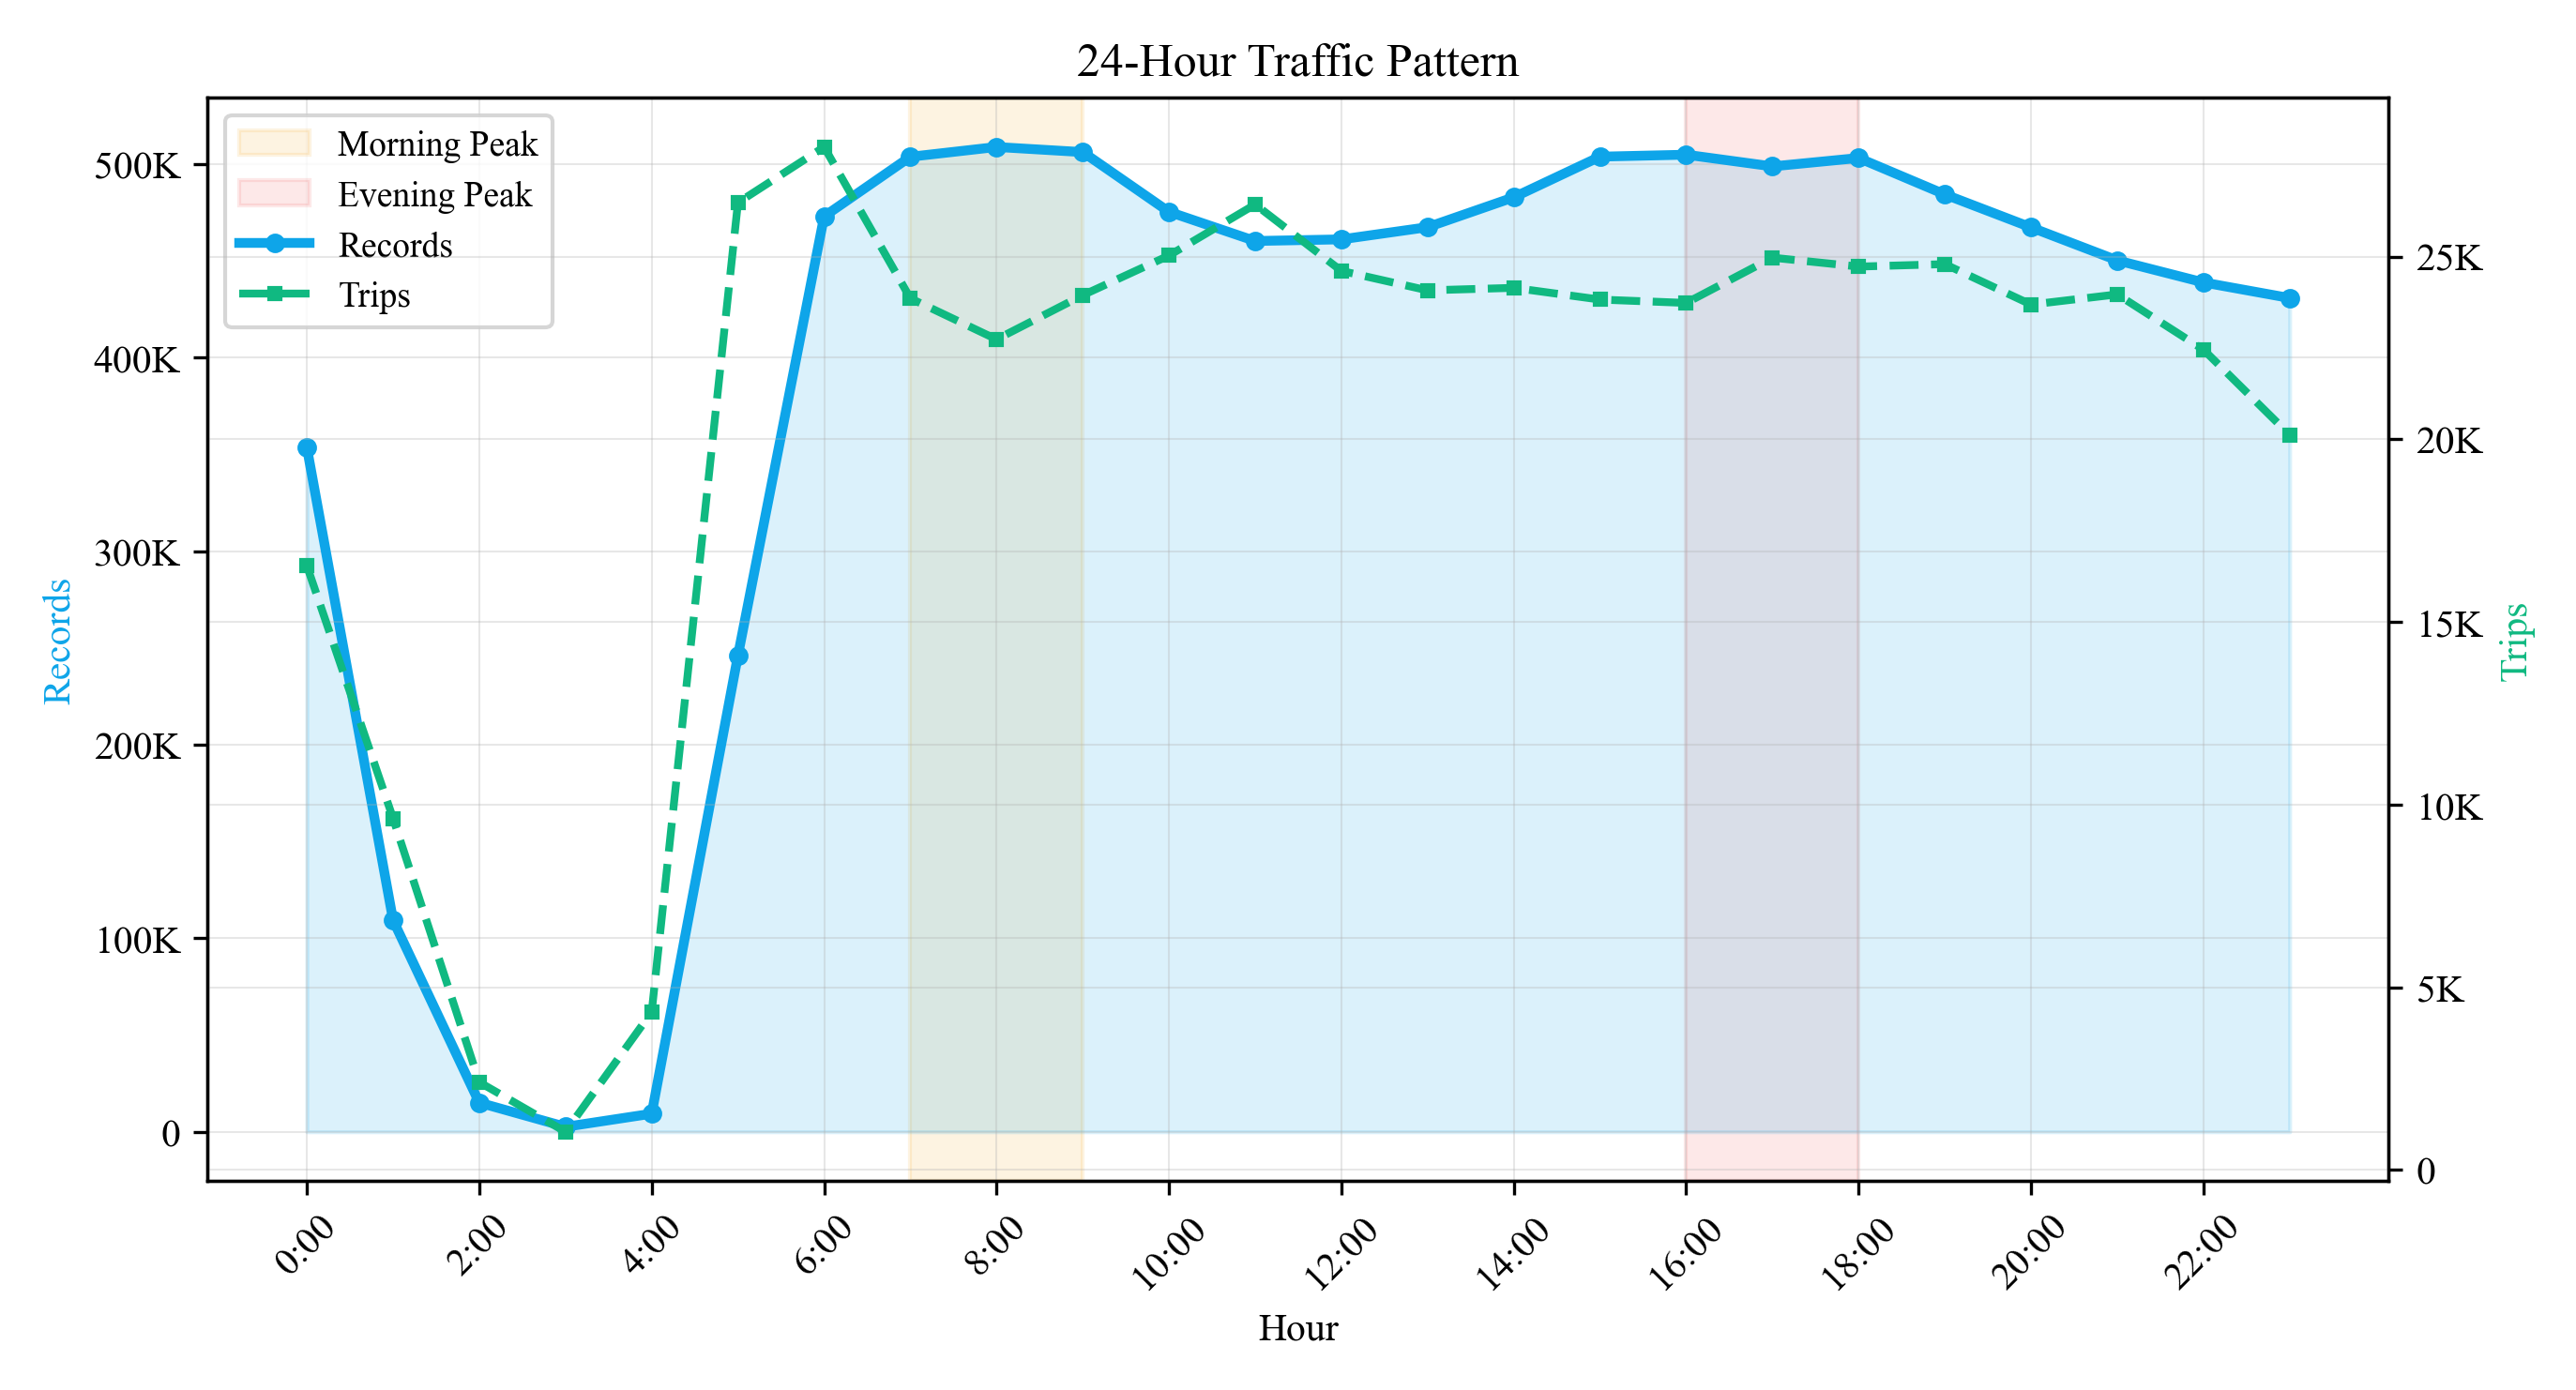 24-Hour Traffic Pattern
Morning Peak
Evening Peak
Records
Trips
500K
400K
300K
200K
100K
0
Records
25K
20K
15K
10K
5K
0
Trips
0:00
2:00
4:00
6:00
8:00
10:00
12:00
14:00
16:00
18:00
20:00
22:00
Hour